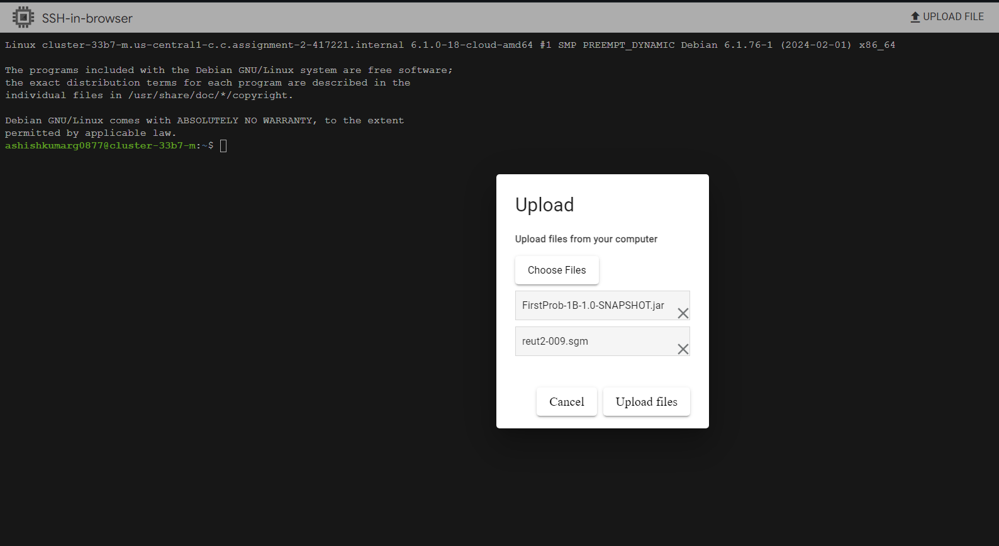 SSH-in-browser
UPLOAD FILE
Linux cluster-33b7-m.us-central1-c.c.assignment-2-417221.internal 6.1.0-18-cloud-amd64 #1 SMP PREEMPT_DYNAMIC Debian 6.1.76-1 (2024-02-01) x86_64
The programs included with the Debian GNU/Linux system are free software;
the exact distribution terms for each program are described in the
individual files in /usr/share/doc/*/copyright.
Debian GNU/Linux comes with ABSOLUTELY NO WARRANTY, to the extent
permitted by applicable law.
ashishkumarg0877@cluster-33b7-m:~$
Upload
Upload files from your computer
Choose Files
FirstProb-1B-1.0-SNAPSHOT.jar
reut2-009.sgm
Cancel
Upload files